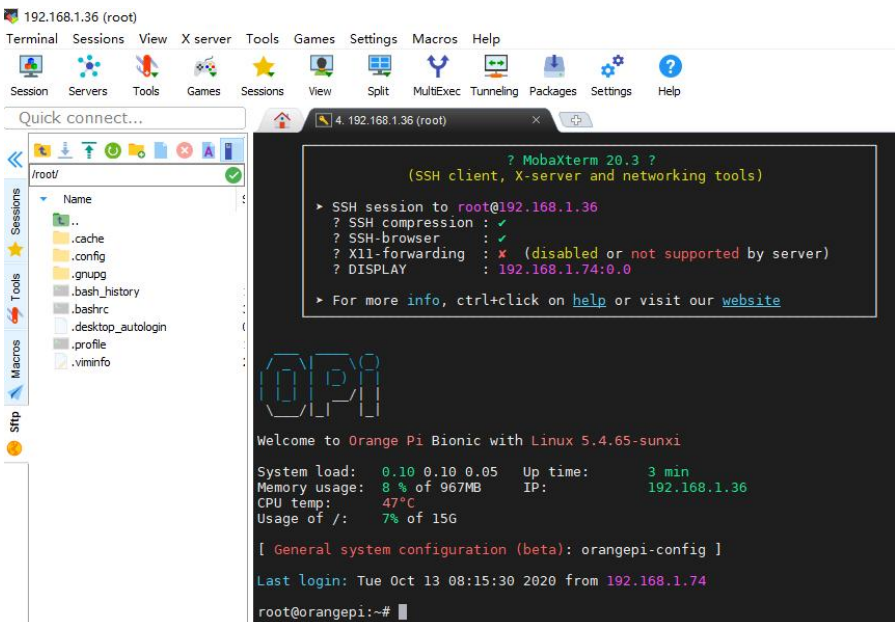 192.168.1.36 (root)
Terminal Sessions View X server Tools Games Settings Macros Help
Session Servers Tools Games Sessions View Split MultiExec Tunneling Packages Settings Help
Quick connect...
4. 192.168.1.36 (root)
/root/
Name
..
.cache
.config
.gnupg
.bash_history
.bashrc
.desktop_autologin
.profile
.viminfo
Sessions
Tools
Macros
Sftp
? MobaXterm 20.3 ?
(SSH client, X-server and networking tools)
➤ SSH session to root@192.168.1.36
? SSH compression : ✔
? SSH-browser : ✔
? X11-forwarding : ✘ (disabled or not supported by server)
? DISPLAY : 192.168.1.74:0.0
➤ For more info, ctrl+click on help or visit our website
OPi
Welcome to Orange Pi Bionic with Linux 5.4.65-sunxi
System load: 0.10 0.10 0.05 Up time: 3 min
Memory usage: 8 % of 967MB IP: 192.168.1.36
CPU temp: 47°C
Usage of /: 7% of 15G
[ General system configuration (beta): orangepi-config ]
Last login: Tue Oct 13 08:15:30 2020 from 192.168.1.74
root@orangepi:~#